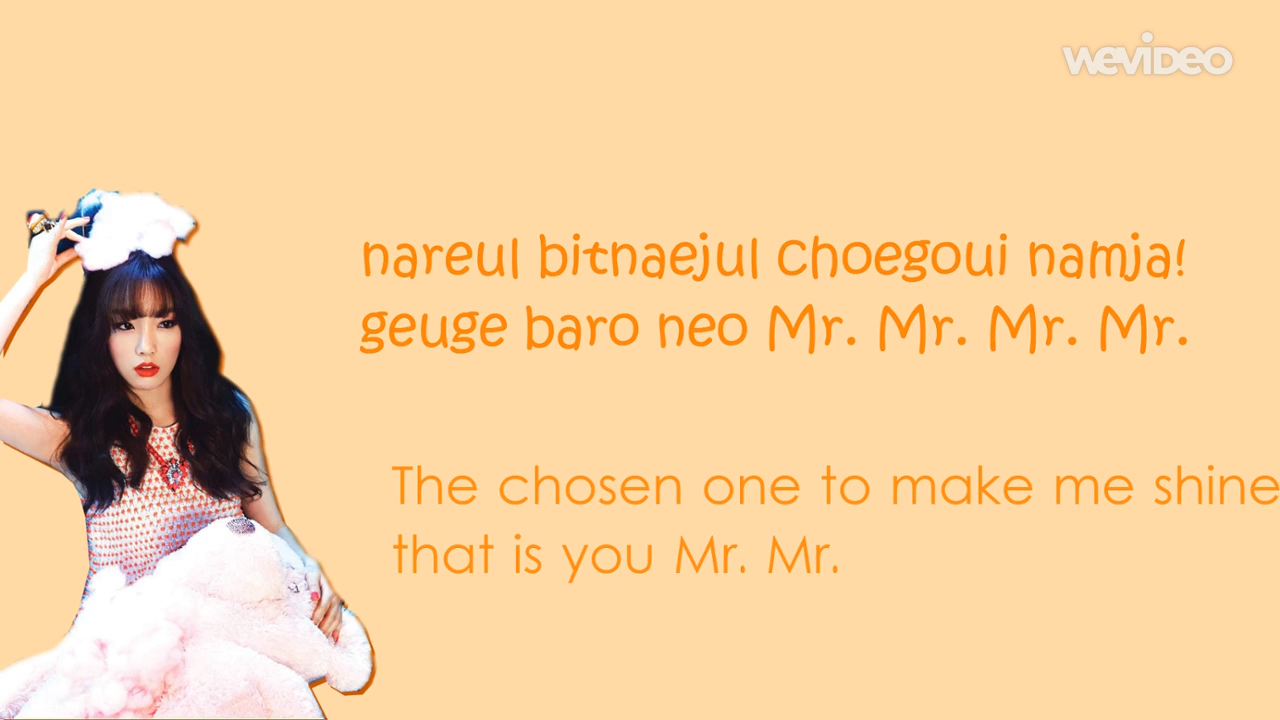 WeVideo
nareul bitnaejul choegoui namja!
geuge baro neo Mr. Mr. Mr. Mr.
The chosen one to make me shine
that is you Mr. Mr.